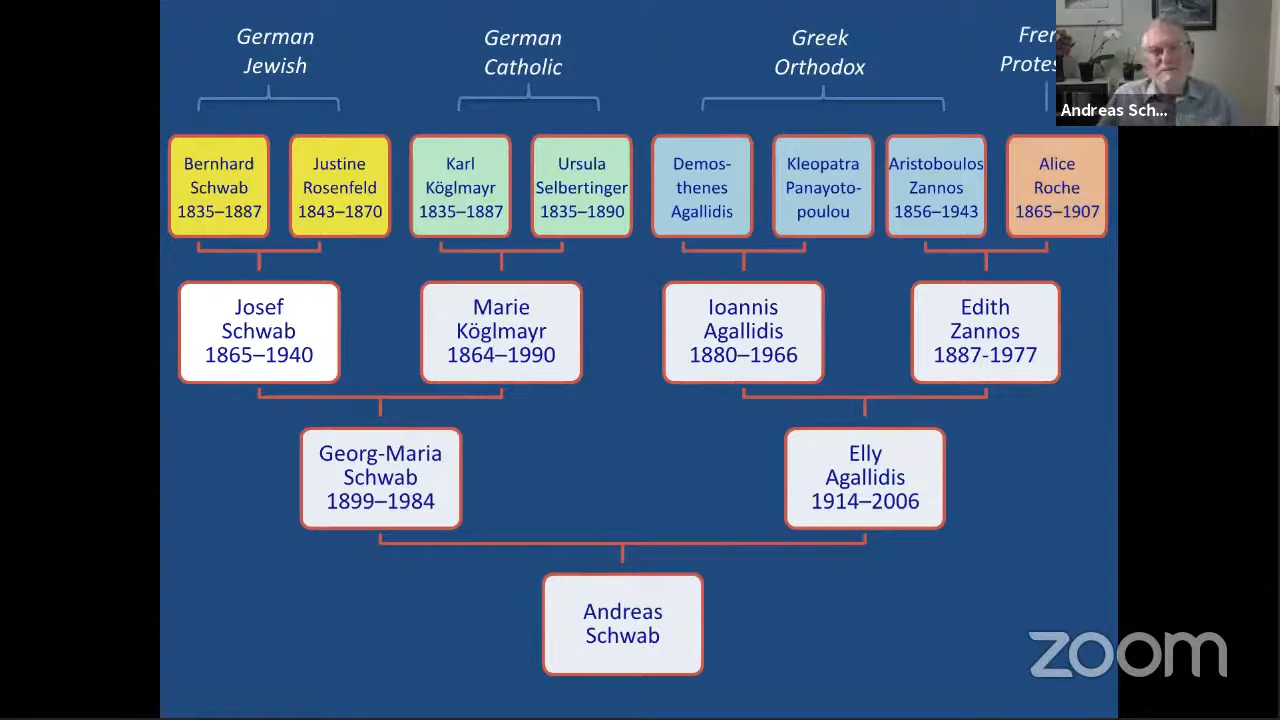 German
Jewish
German
Catholic
Greek
Orthodox
Andreas Sch...
Bernhard
Schwab
1835–1887
Justine
Rosenfeld
1843–1870
Karl
Köglmayr
1835–1887
Ursula
Selbertinger
1835–1890
Demos-
thenes
Agallidis
Kleopatra
Panayoto-
poulou
Aristoboulos
Zannos
1856–1943
Alice
Roche
1865–1907
Josef
Schwab
1865–1940
Marie
Köglmayr
1864–1990
Ioannis
Agallidis
1880–1966
Edith
Zannos
1887-1977
Georg-Maria
Schwab
1899–1984
Elly
Agallidis
1914–2006
Andreas
Schwab
zoom